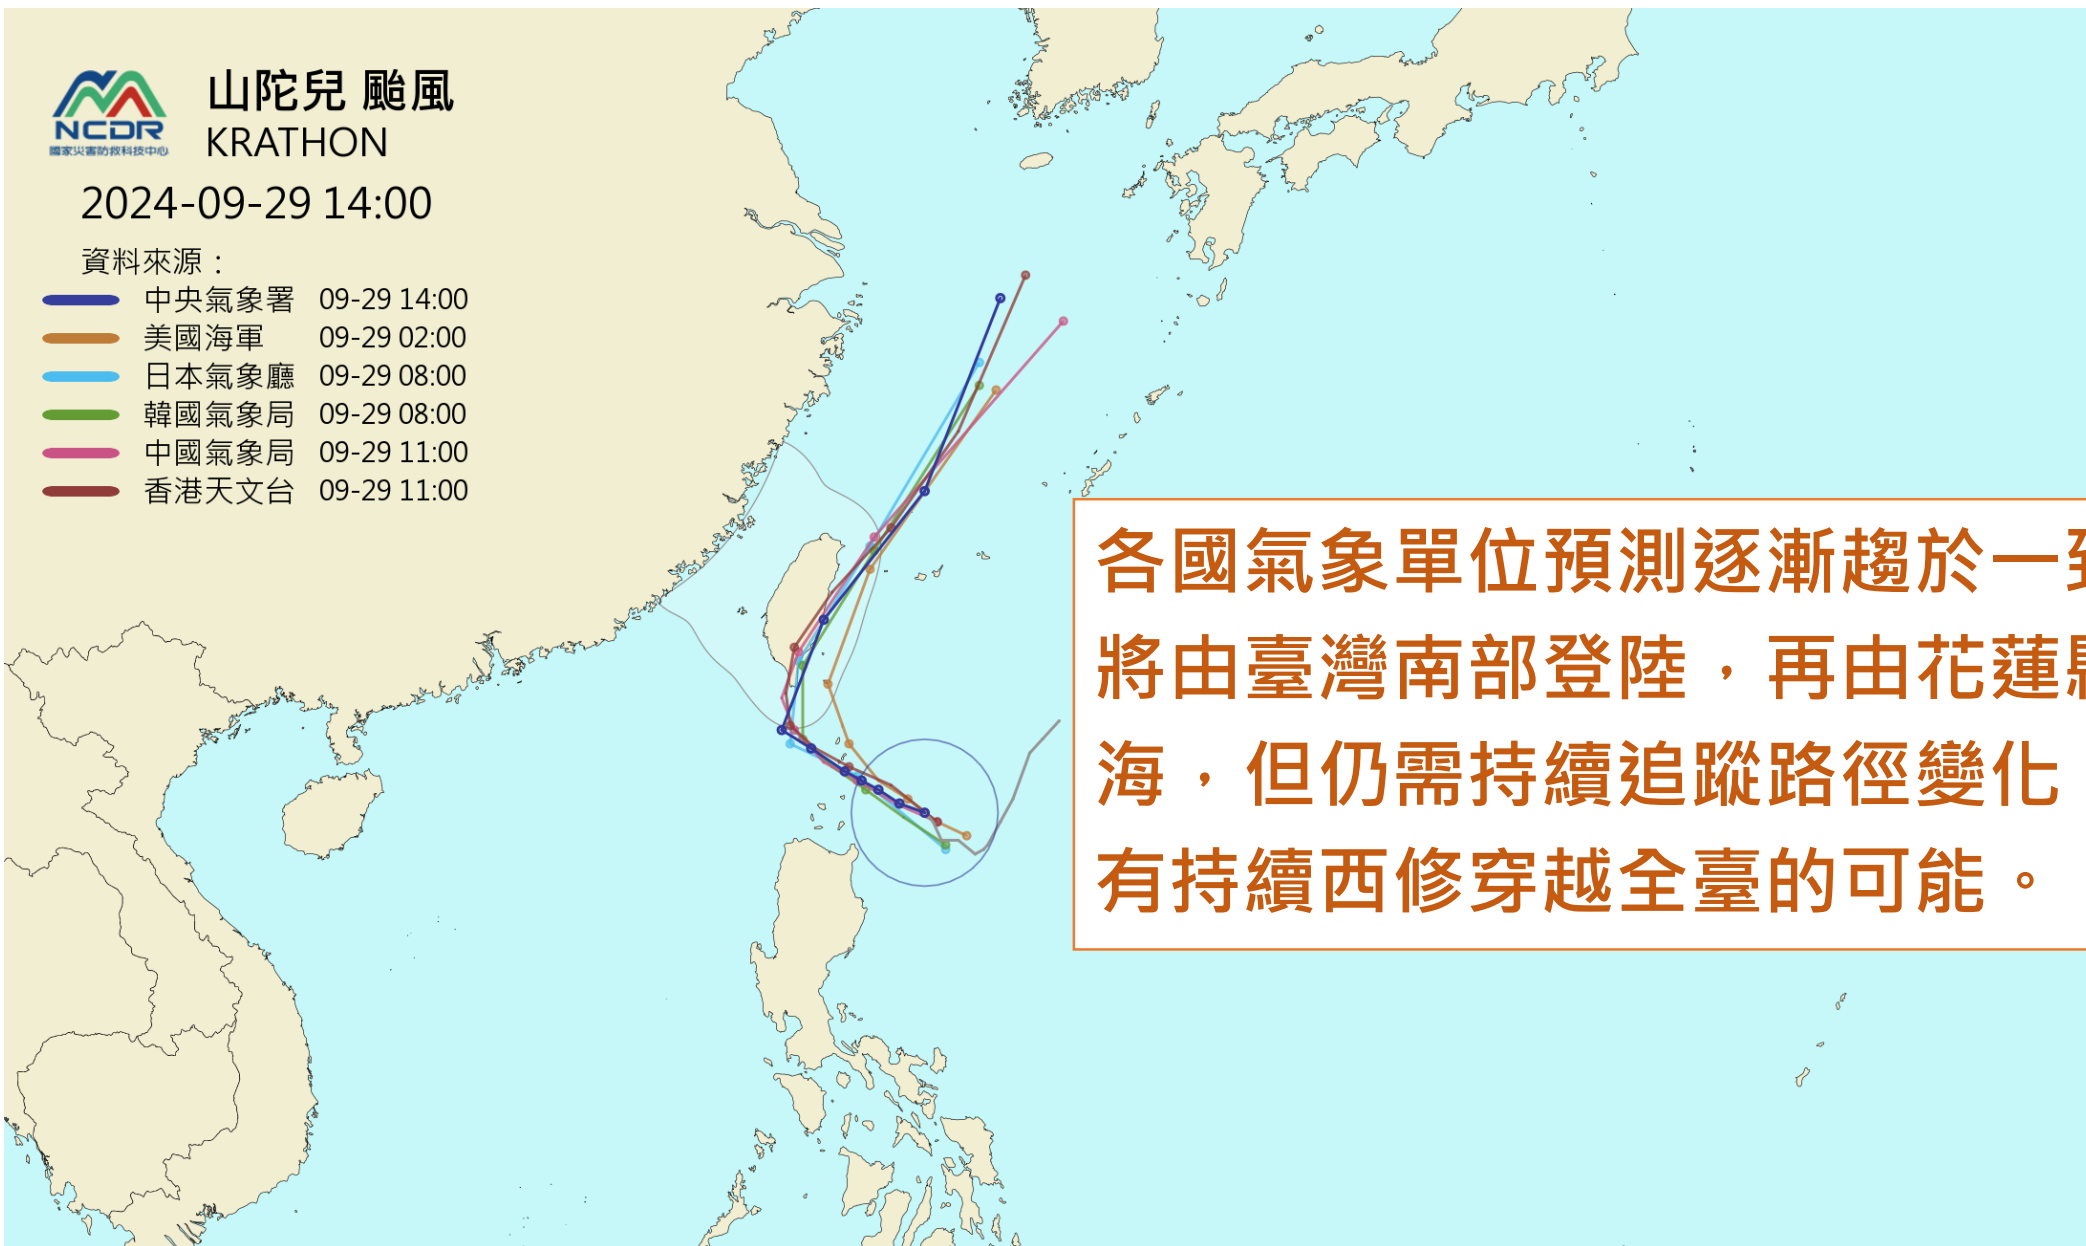 山陀兒 颱風
KRATHON
NCDR
國家災害防救科技中心
2024-09-29 14:00
資料來源：
中央氣象署 09-29 14:00
美國海軍 09-29 02:00
日本氣象廳 09-29 08:00
韓國氣象局 09-29 08:00
中國氣象局 09-29 11:00
香港天文台 09-29 11:00
各國氣象單位預測逐漸趨於一
將由臺灣南部登陸，再由花蓮
海，但仍需持續追蹤路徑變化
有持續西修穿越全臺的可能。